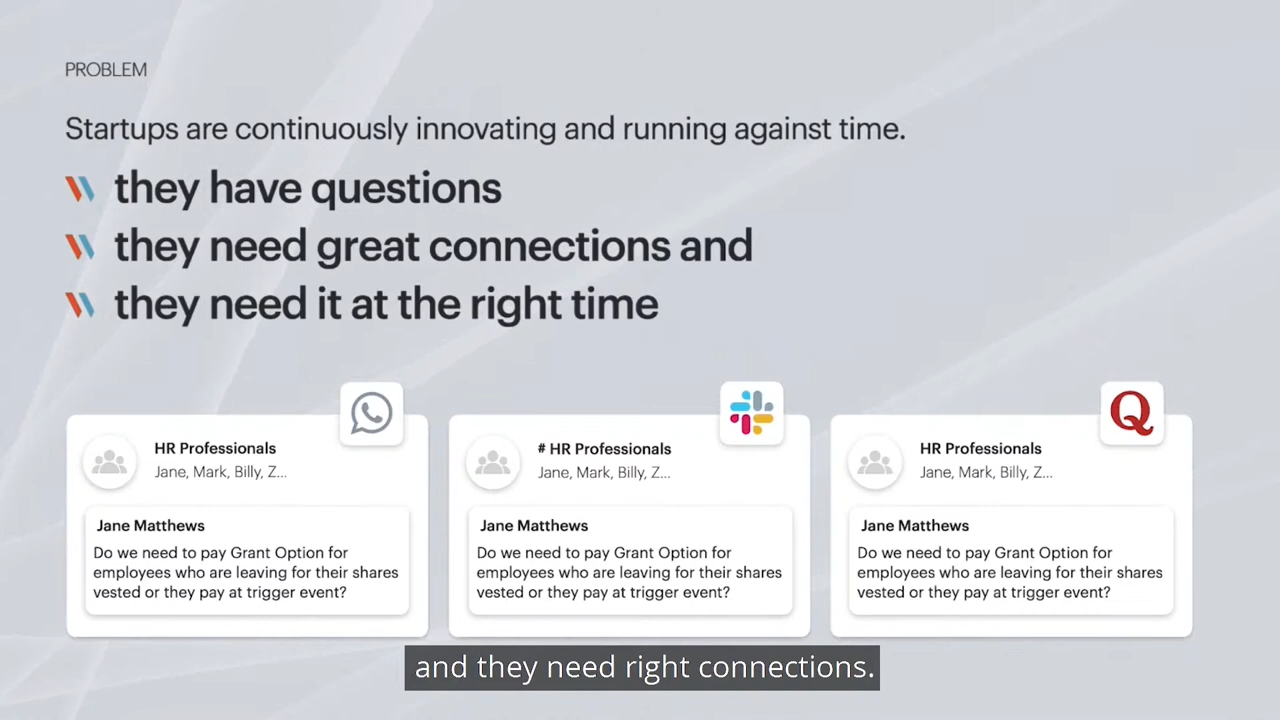 PROBLEM
Startups are continuously innovating and running against time.
they have questions
they need great connections and
they need it at the right time
HR Professionals
Jane, Mark, Billy, Z...
Jane Matthews
Do we need to pay Grant Option for
employees who are leaving for their shares
vested or they pay at trigger event?
# HR Professionals
Jane, Mark, Billy, Z...
Jane Matthews
Do we need to pay Grant Option for
employees who are leaving for their shares
vested or they pay at trigger event?
Q
HR Professionals
Jane, Mark, Billy, Z...
Jane Matthews
Do we need to pay Grant Option for
employees who are leaving for their shares
vested or they pay at trigger event?
and they need right connections.